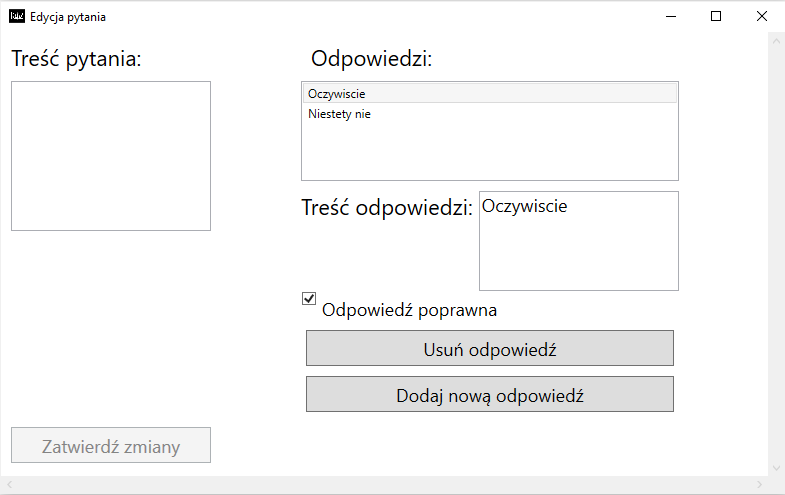 Edycja pytania
Treść pytania:
Odpowiedzi:
Oczywiscie
Niestety nie
Treść odpowiedzi:
Oczywiscie
Odpowiedź poprawna
Usuń odpowiedź
Dodaj nową odpowiedź
Zatwierdź zmiany